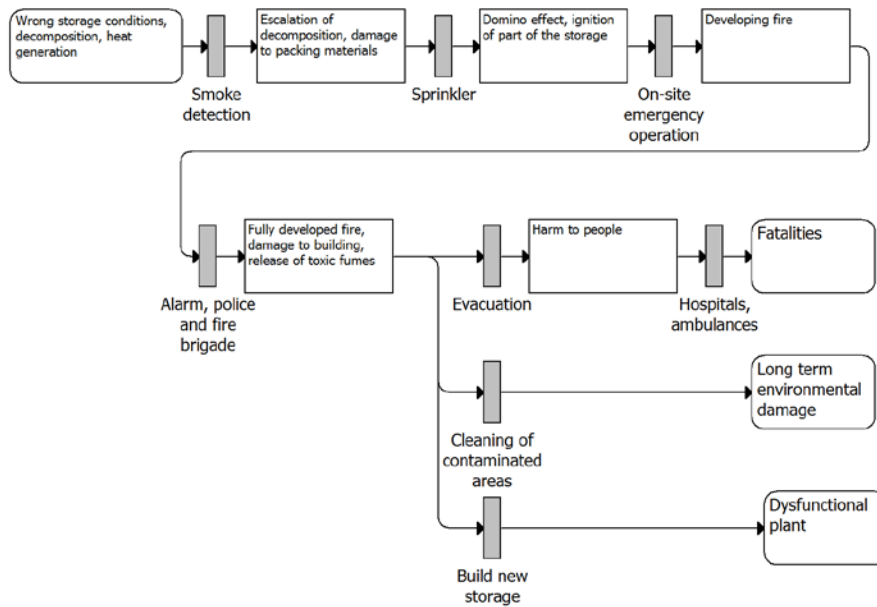 Wrong storage conditions,
decomposition, heat
generation
Smoke
detection
Escalation of
decomposition, damage
to packing materials
Sprinkler
Domino effect, ignition
of part of the storage
On-site
emergency
operation
Developing fire
Alarm, police
and fire
brigade
Fully developed fire,
damage to building,
release of toxic fumes
Evacuation
Harm to people
Hospitals,
ambulances
Fatalities
Cleaning of
contaminated
areas
Long term
environmental
damage
Build new
storage
Dysfunctional
plant